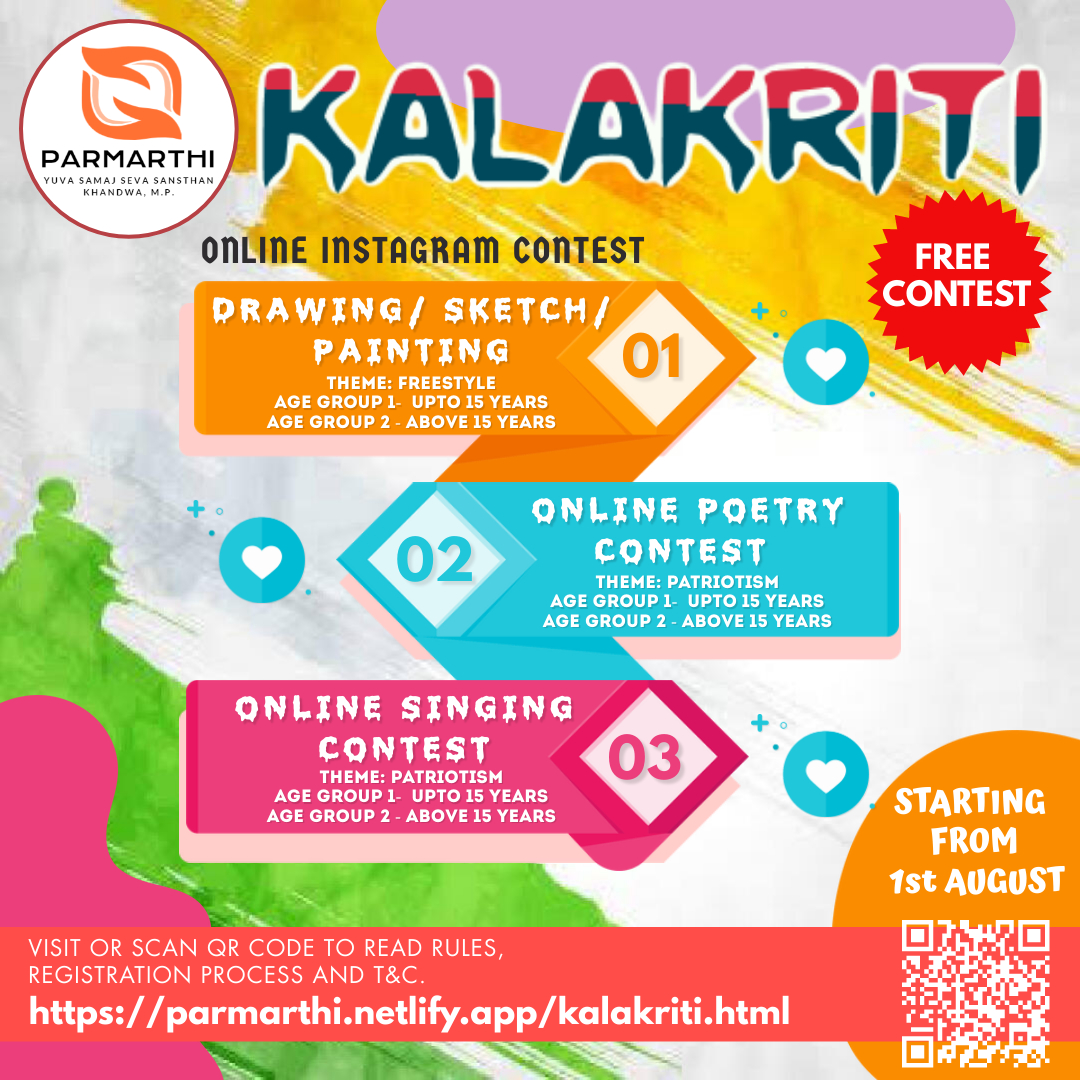 PARMARTHI
YUVA SAMAJ SEVA SANSTHAN
KHANDWA, M.P.
KALAKRITI
ONLINE INSTAGRAM CONTEST
FREE
CONTEST
DRAWING/ SKETCH/
PAINTING
THEME: FREESTYLE
AGE GROUP 1- UPTO 15 YEARS
AGE GROUP 2 - ABOVE 15 YEARS
01
02
ONLINE POETRY
CONTEST
THEME: PATRIOTISM
AGE GROUP 1- UPTO 15 YEARS
AGE GROUP 2 - ABOVE 15 YEARS
ONLINE SINGING
CONTEST
THEME: PATRIOTISM
AGE GROUP 1- UPTO 15 YEARS
AGE GROUP 2 - ABOVE 15 YEARS
03
STARTING
FROM
1st AUGUST
VISIT OR SCAN QR CODE TO READ RULES,
REGISTRATION PROCESS AND T&C.
https://parmarthi.netlify.app/kalakriti.html